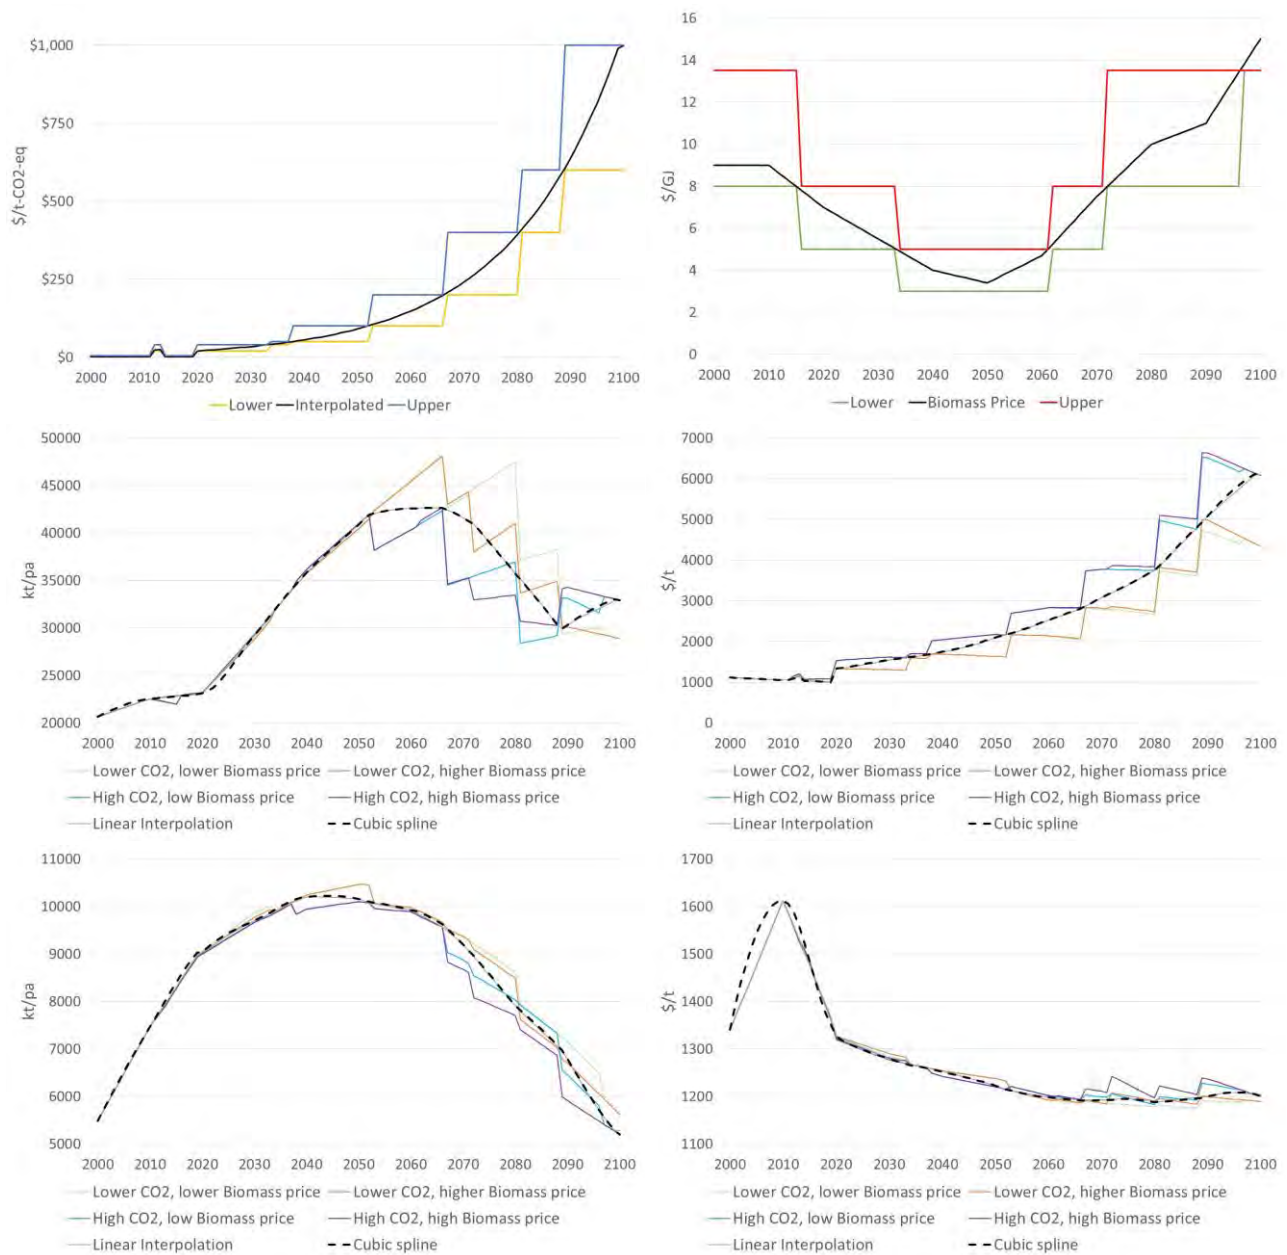 $/t-CO2-eq
$1,000
$750
$500
$250
$0
2000 2010 2020 2030 2040 2050 2060 2070 2080 2090 2100
Lower Interpolated Upper
$/GJ
16
14
12
10
8
6
4
2
0
2000 2010 2020 2030 2040 2050 2060 2070 2080 2090 2100
Lower Biomass Price Upper
kt/pa
50000
45000
40000
35000
30000
25000
20000
2000 2010 2020 2030 2040 2050 2060 2070 2080 2090 2100
Lower CO2, lower Biomass price Lower CO2, higher Biomass price
High CO2, low Biomass price High CO2, high Biomass price
Linear Interpolation Cubic spline
$/t
7000
6000
5000
4000
3000
2000
1000
0
2000 2010 2020 2030 2040 2050 2060 2070 2080 2090 2100
Lower CO2, lower Biomass price Lower CO2, higher Biomass price
High CO2, low Biomass price High CO2, high Biomass price
Linear Interpolation Cubic spline
kt/pa
11000
10000
9000
8000
7000
6000
5000
2000 2010 2020 2030 2040 2050 2060 2070 2080 2090 2100
Lower CO2, lower Biomass price Lower CO2, higher Biomass price
High CO2, low Biomass price High CO2, high Biomass price
Linear Interpolation Cubic spline
$/t
1700
1600
1500
1400
1300
1200
1100
2000 2010 2020 2030 2040 2050 2060 2070 2080 2090 2100
Lower CO2, lower Biomass price Lower CO2, higher Biomass price
High CO2, low Biomass price High CO2, high Biomass price
Linear Interpolation Cubic spline